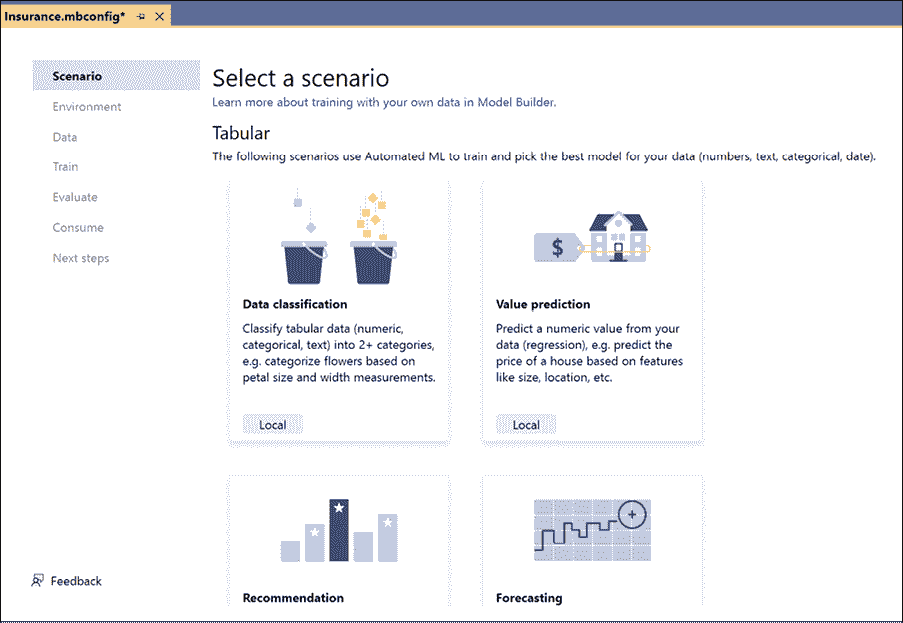 Insurance.mbconfig*
Scenario
Environment
Data
Train
Evaluate
Consume
Next steps
Feedback
Select a scenario
Learn more about training with your own data in Model Builder.
Tabular
The following scenarios use Automated ML to train and pick the best model for your data (numbers, text, categorical, date).
Data classification
Classify tabular data (numeric,
categorical, text) into 2+ categories,
e.g. categorize flowers based on
petal size and width measurements.
Local
$
Value prediction
Predict a numeric value from your
data (regression), e.g. predict the
price of a house based on features
like size, location, etc.
Local
Recommendation
Forecasting